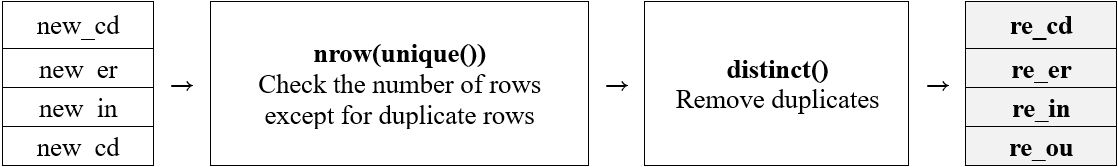 new_cd
new_er
new_in
new_cd
→
nrow(unique())
Check the number of rows
except for duplicate rows
→
distinct()
Remove duplicates
→
re_cd
re_er
re_in
re_ou